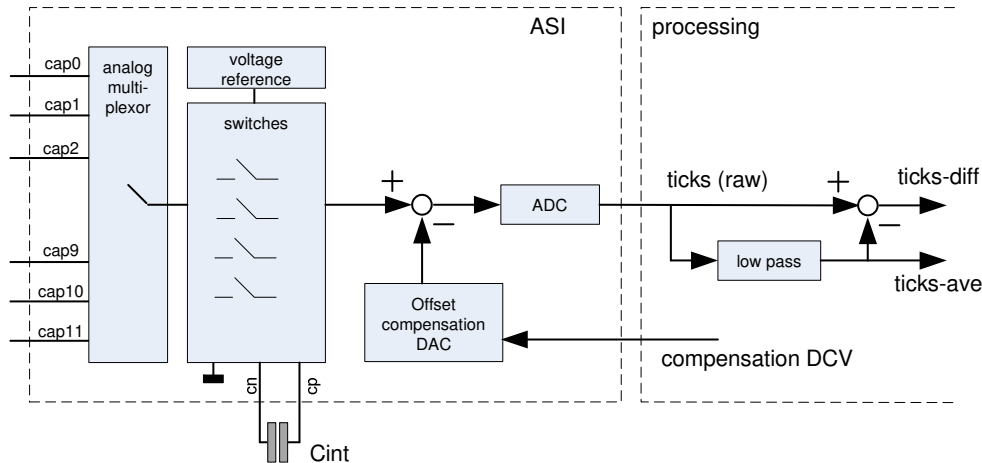 ASI
processing
cap0
cap1
cap2
cap9
cap10
cap11
analog
multi-
plexor
voltage
reference
switches
+
−
ADC
ticks (raw)
+
−
ticks-diff
low pass
ticks-ave
Offset
compensation
DAC
compensation DCV
cn
cp
Cint